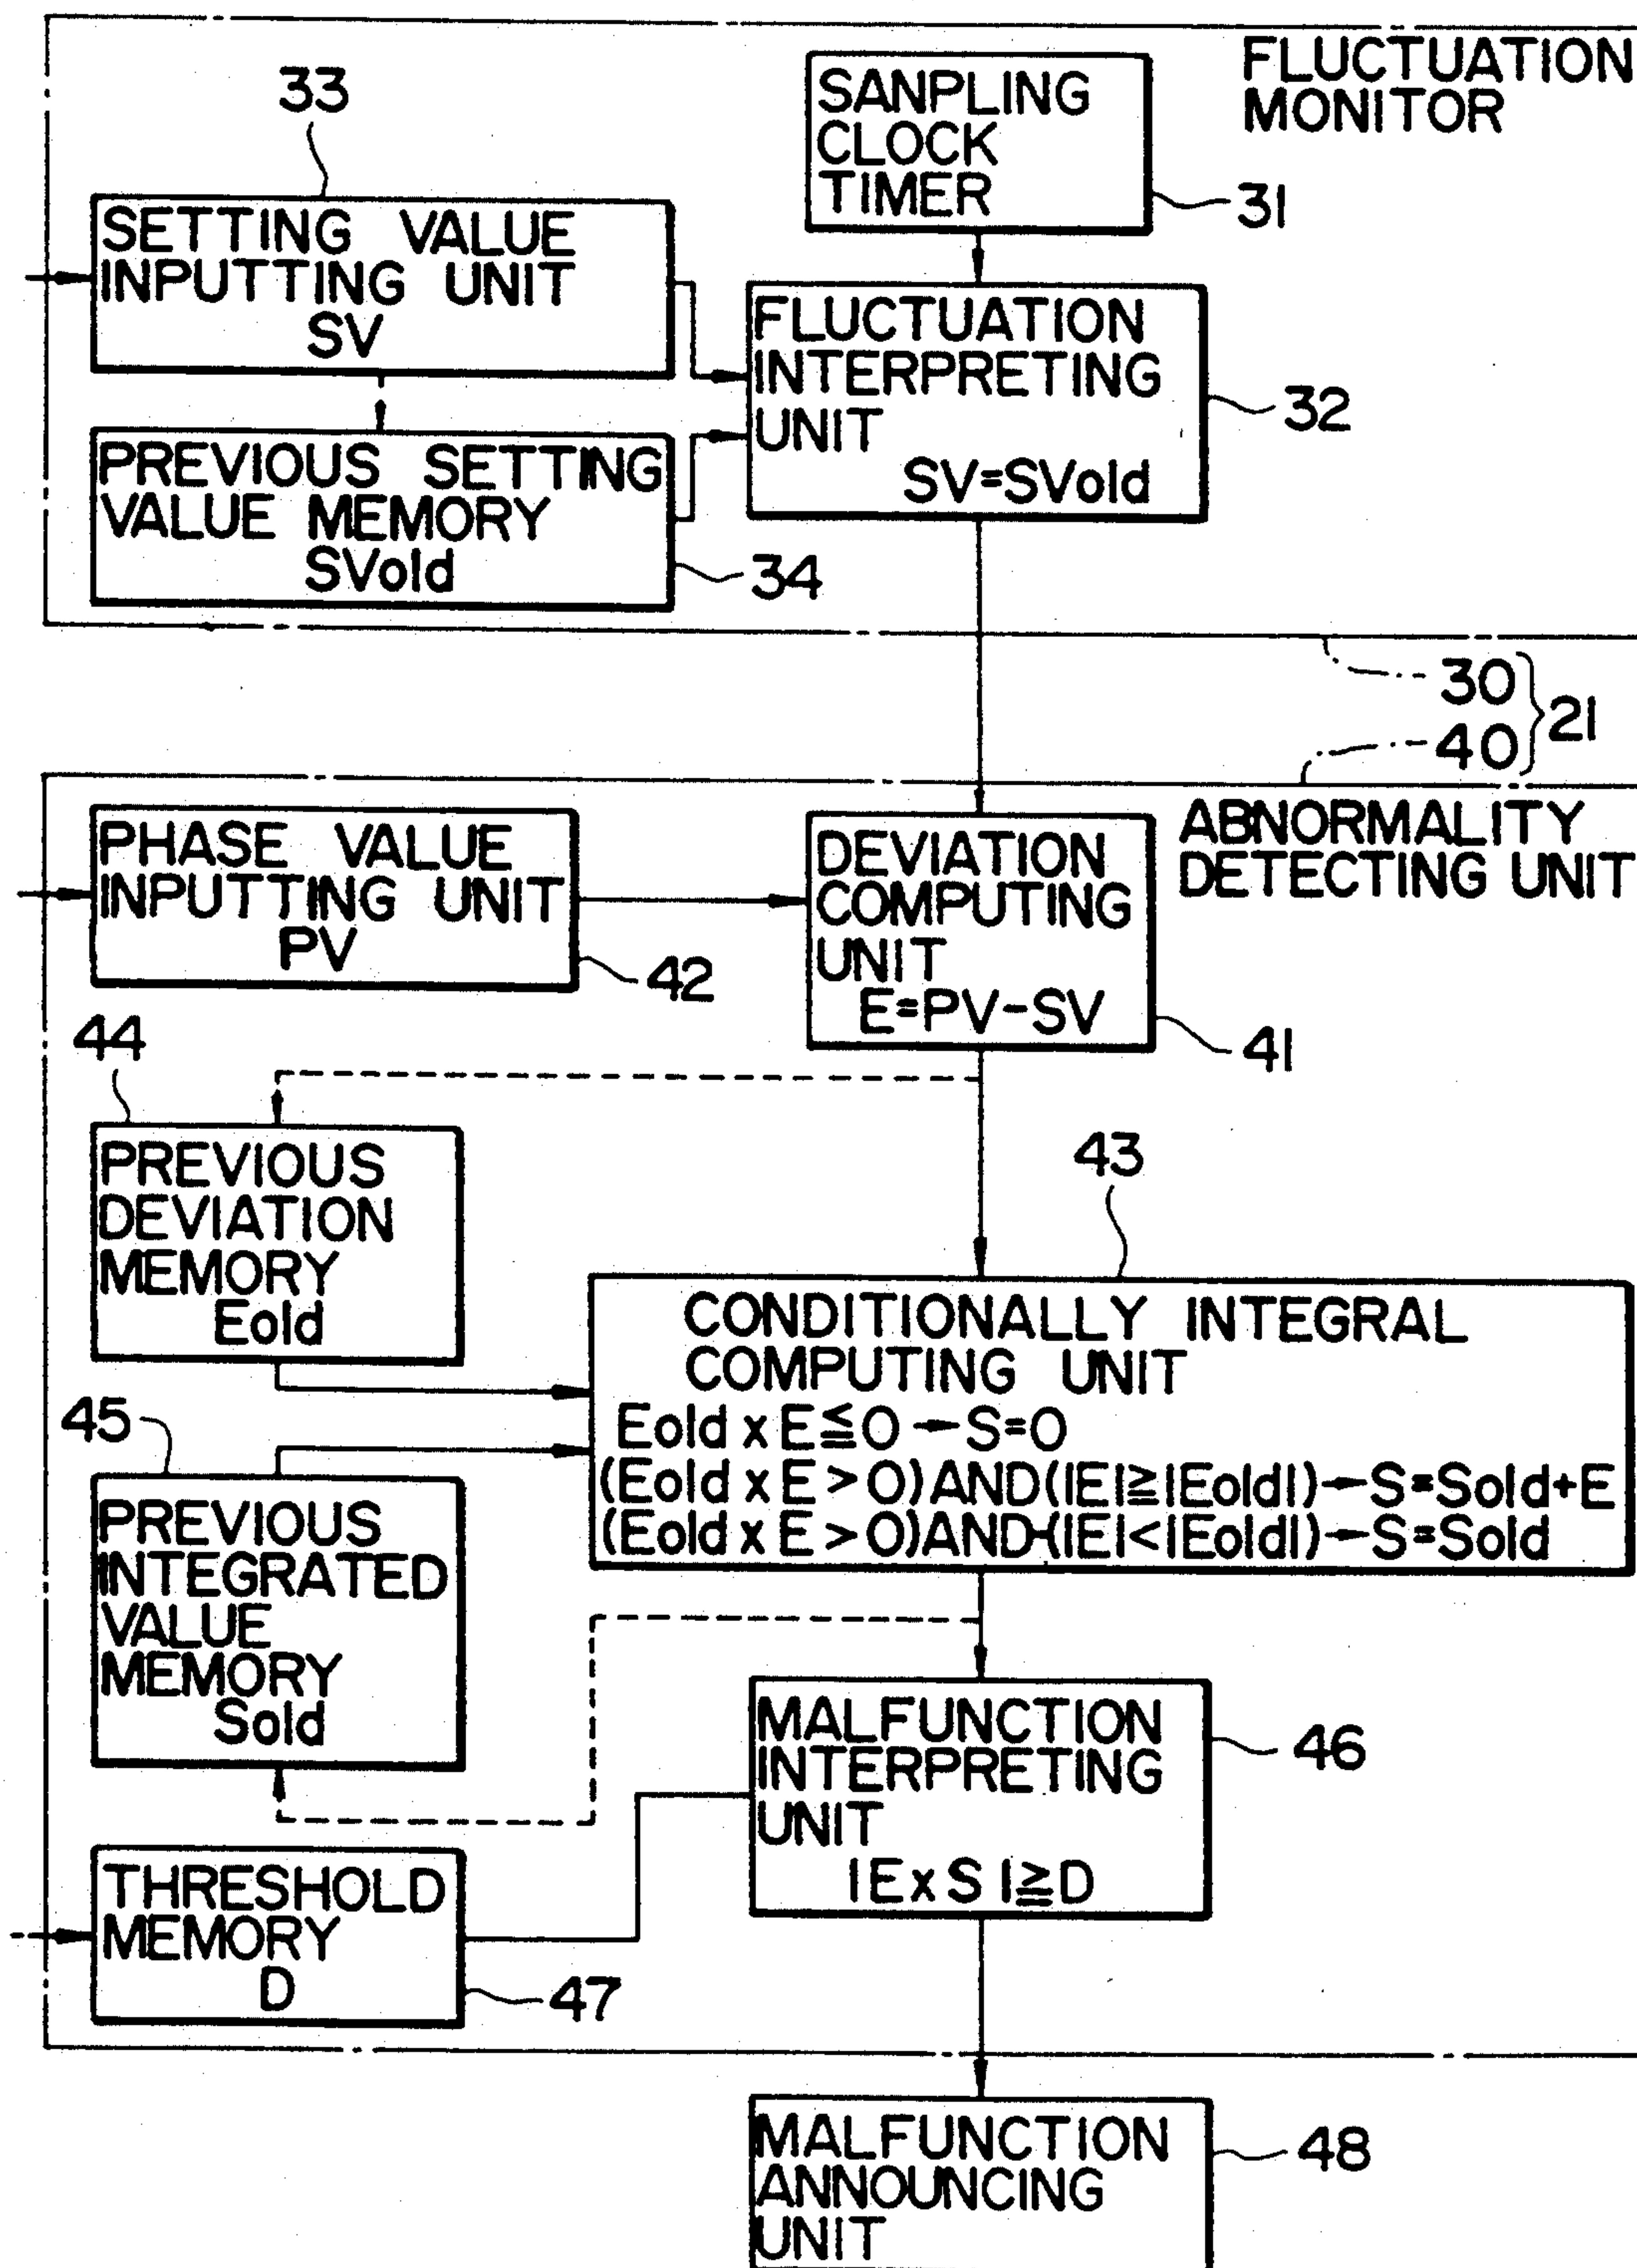 FLUCTUATION
MONITOR
SANPLING
CLOCK
TIMER
31
33
SETTING VALUE
INPUTTING UNIT
SV
FLUCTUATION
INTERPRETING
UNIT
SV=SVold
32
PREVIOUS SETTING
VALUE MEMORY
SVold
34
30
40
21
ABNORMALITY
DETECTING UNIT
PHASE VALUE
INPUTTING UNIT
PV
42
DEVIATION
COMPUTING
UNIT
E=PV-SV
41
44
PREVIOUS
DEVIATION
MEMORY
Eold
43
CONDITIONALLY INTEGRAL
COMPUTING UNIT
Eold x E≦0→S=0
(Eold x E>0)AND(|E|≧|Eold|)→S=Sold+E
(Eold x E>0)AND(|E|<|Eold|)→S=Sold
45
PREVIOUS
INTEGRATED
VALUE
MEMORY
Sold
MALFUNCTION
INTERPRETING
UNIT
|E x S|≧D
46
THRESHOLD
MEMORY
D
47
MALFUNCTION
ANNOUNCING
UNIT
48